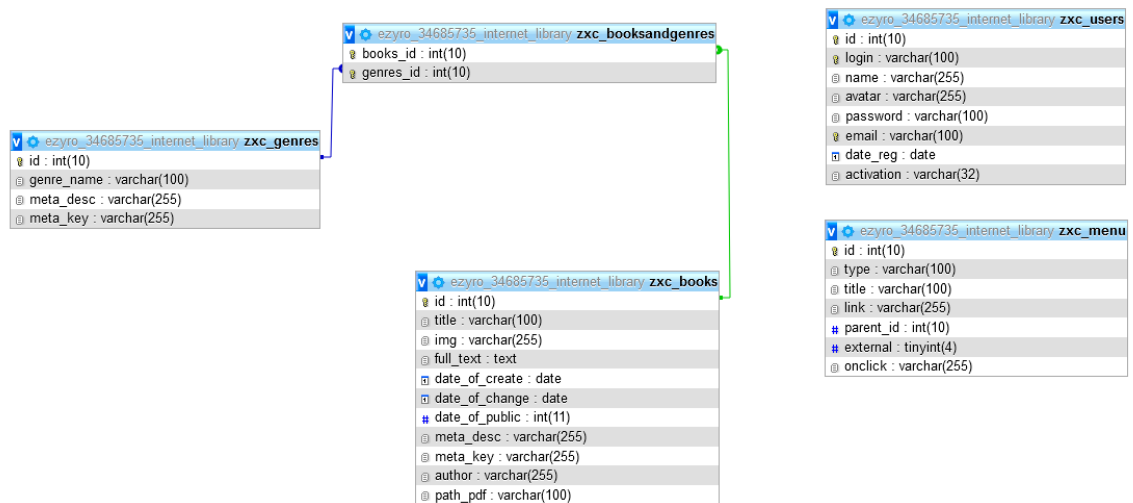 v ezyro_34685735_internet_library zxc_booksandgenres
books_id : int(10)
genres_id : int(10)
v ezyro_34685735_internet_library zxc_genres
id : int(10)
genre_name : varchar(100)
meta_desc : varchar(255)
meta_key : varchar(255)
v ezyro_34685735_internet_library zxc_books
id : int(10)
title : varchar(100)
img : varchar(255)
full_text : text
date_of_create : date
date_of_change : date
# date_of_public : int(11)
meta_desc : varchar(255)
meta_key : varchar(255)
author : varchar(255)
path_pdf : varchar(100)
v ezyro_34685735_internet_library zxc_users
id : int(10)
login : varchar(100)
name : varchar(255)
avatar : varchar(255)
password : varchar(100)
email : varchar(100)
date_reg : date
activation : varchar(32)
v ezyro_34685735_internet_library zxc_menu
id : int(10)
type : varchar(100)
title : varchar(100)
link : varchar(255)
# parent_id : int(10)
# external : tinyint(4)
onclick : varchar(255)